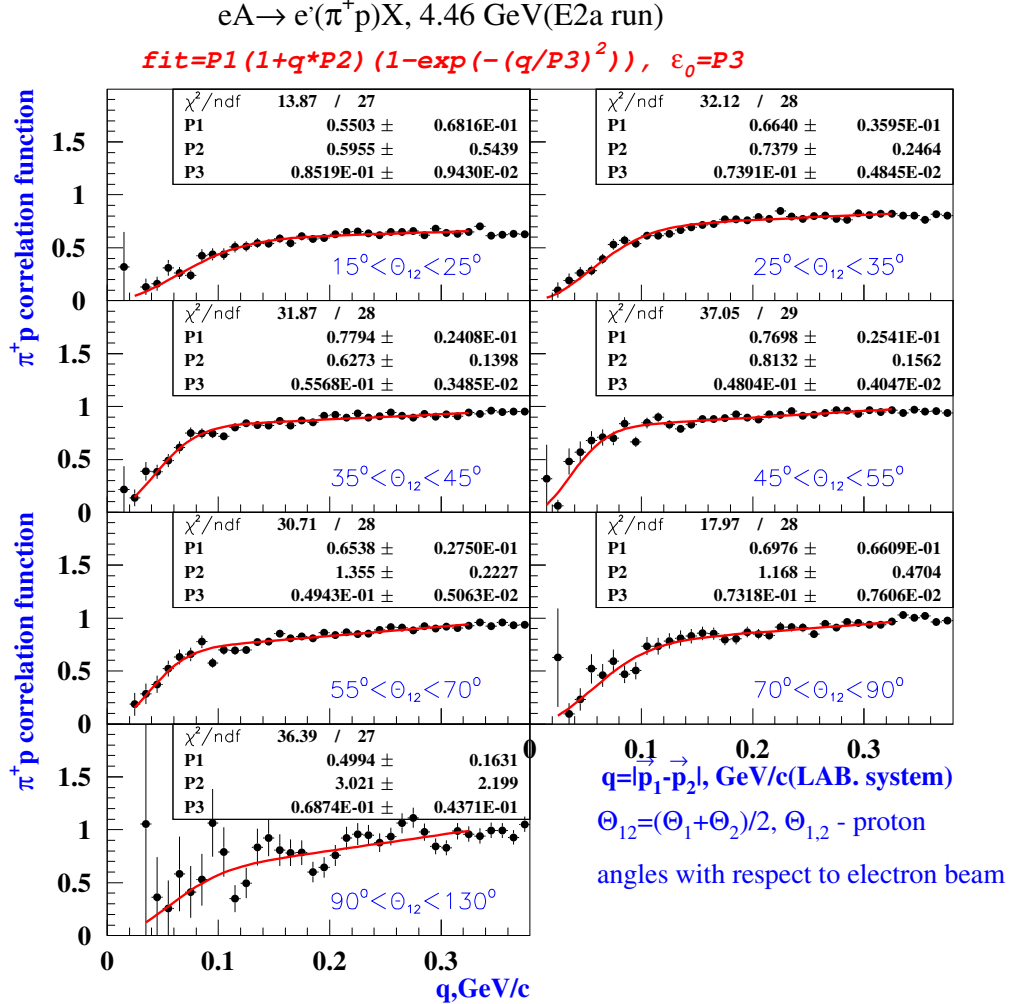 eA→ e'(π⁺p)X, 4.46 GeV(E2a run)
fit=P1(1+q*P2)(1-exp(-(q/P3)²)), ε₀=P3
π⁺p correlation function
χ²/ndf 13.87 / 27
P1 0.5503 ± 0.6816E-01
P2 0.5955 ± 0.5439
P3 0.8519E-01 ± 0.9430E-02
15°<Θ₁₂<25°
χ²/ndf 32.12 / 28
P1 0.6640 ± 0.3595E-01
P2 0.7379 ± 0.2464
P3 0.7391E-01 ± 0.4845E-02
25°<Θ₁₂<35°
1.5
1
0.5
0
π⁺p correlation function
χ²/ndf 31.87 / 28
P1 0.7794 ± 0.2408E-01
P2 0.6273 ± 0.1398
P3 0.5568E-01 ± 0.3485E-02
35°<Θ₁₂<45°
χ²/ndf 37.05 / 29
P1 0.7698 ± 0.2541E-01
P2 0.8132 ± 0.1562
P3 0.4804E-01 ± 0.4047E-02
45°<Θ₁₂<55°
1.5
1
0.5
0
χ²/ndf 30.71 / 28
P1 0.6538 ± 0.2750E-01
P2 1.355 ± 0.2227
P3 0.4943E-01 ± 0.5063E-02
55°<Θ₁₂<70°
χ²/ndf 17.97 / 28
P1 0.6976 ± 0.6609E-01
P2 1.168 ± 0.4704
P3 0.7318E-01 ± 0.7606E-02
70°<Θ₁₂<90°
1.5
1
0.5
0
0 0.1 0.2 0.3
π⁺p correlation function
χ²/ndf 36.39 / 27
P1 0.4994 ± 0.1631
P2 3.021 ± 2.199
P3 0.6874E-01 ± 0.4371E-01
90°<Θ₁₂<130°
1.5
1
0.5
0
0 0.1 0.2 0.3
q,GeV/c
q=|p⃗₁-p⃗₂|, GeV/c(LAB. system)
Θ₁₂=(Θ₁+Θ₂)/2, Θ₁,₂ - proton
angles with respect to electron beam